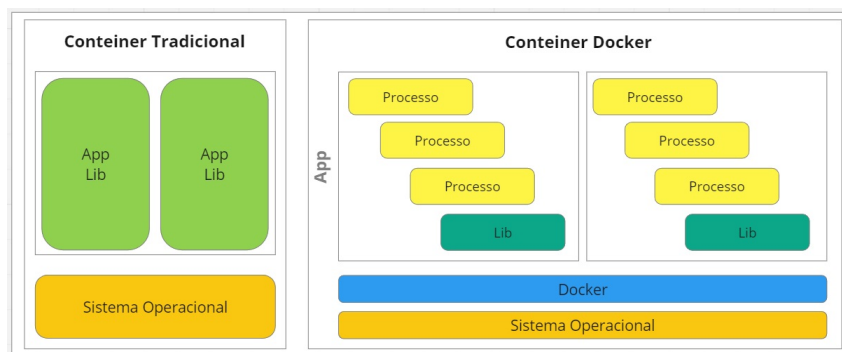 Conteiner Tradicional
App
Lib
App
Lib
Sistema Operacional
Conteiner Docker
App
Processo
Processo
Processo
Lib
Processo
Processo
Processo
Lib
Docker
Sistema Operacional